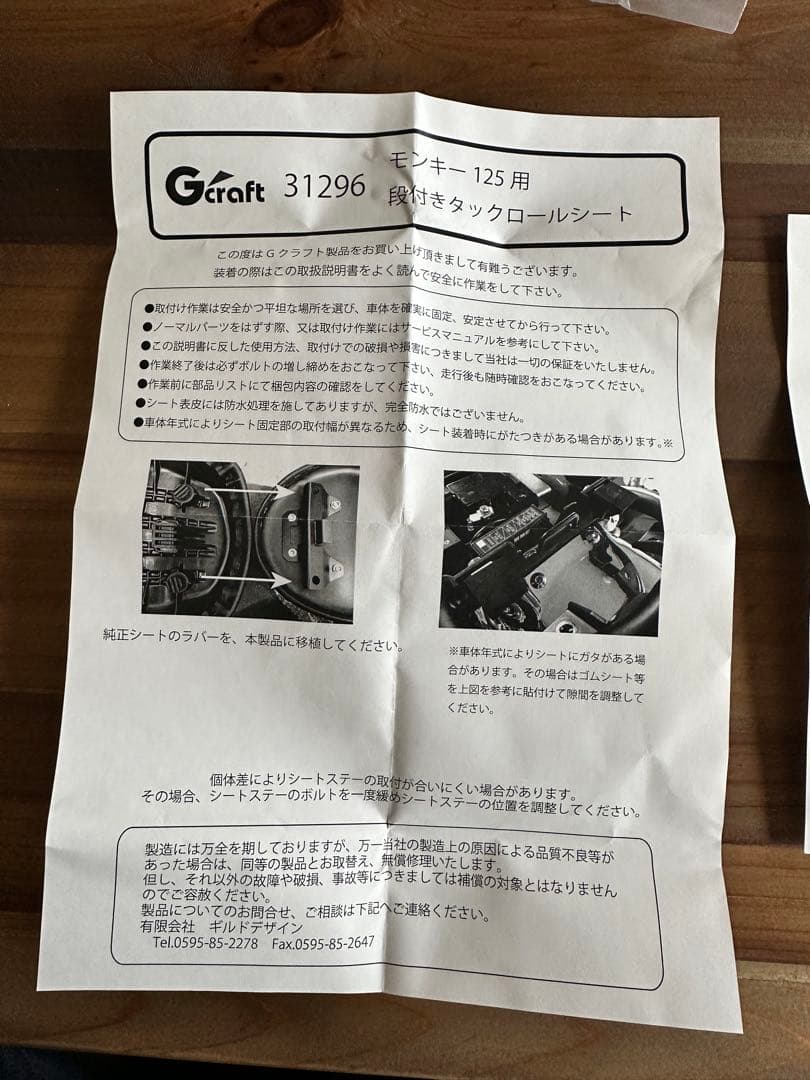 Gcraft 31296 モンキー125用
段付きタックロールシート
この度はGクラフト製品をお買い上げ頂きまして有難うございます。
装着の際はこの取扱説明書をよく読んで安全に作業をして下さい。
●取付け作業は安全かつ平坦な場所を選び、車体を確実に固定、安定させてから行って下さい。
●ノーマルパーツをはずす際、又は取付け作業にはサービスマニュアルを参考にして下さい。
●この説明書に反した使用方法、取付けでの破損や損害につきまして当社は一切の保証をいたしません。
●作業終了後は必ずボルトの増し締めをおこなって下さい、走行後も随時確認をおこなってください。
●作業前に部品リストにて梱包内容の確認をしてください。
●シート表皮には防水処理を施してありますが、完全防水ではございません。
●車体年式によりシート固定部の取付幅が異なるため、シート装着時にがたつきがある場合があります。※
純正シートのラバーを、本製品に移植してください。
※車体年式によりシートにガタがある場
合があります。その場合はゴムシート等
を上図を参考に貼付けて隙間を調整して
ください。
個体差によりシートステーの取付が合いにくい場合があります。
その場合、シートステーのボルトを一度緩めシートステーの位置を調整してください。
製造には万全を期しておりますが、万一当社の製造上の原因による品質不良等が
あった場合は、同等の製品とお取替え、無償修理いたします。
但し、それ以外の故障や破損、事故等につきましては補償の対象とはなりません
のでご容赦ください。
製品についてのお問合せ、ご相談は下記へご連絡ください。
有限会社 ギルドデザイン
Tel.0595-85-2278 Fax.0595-85-2647